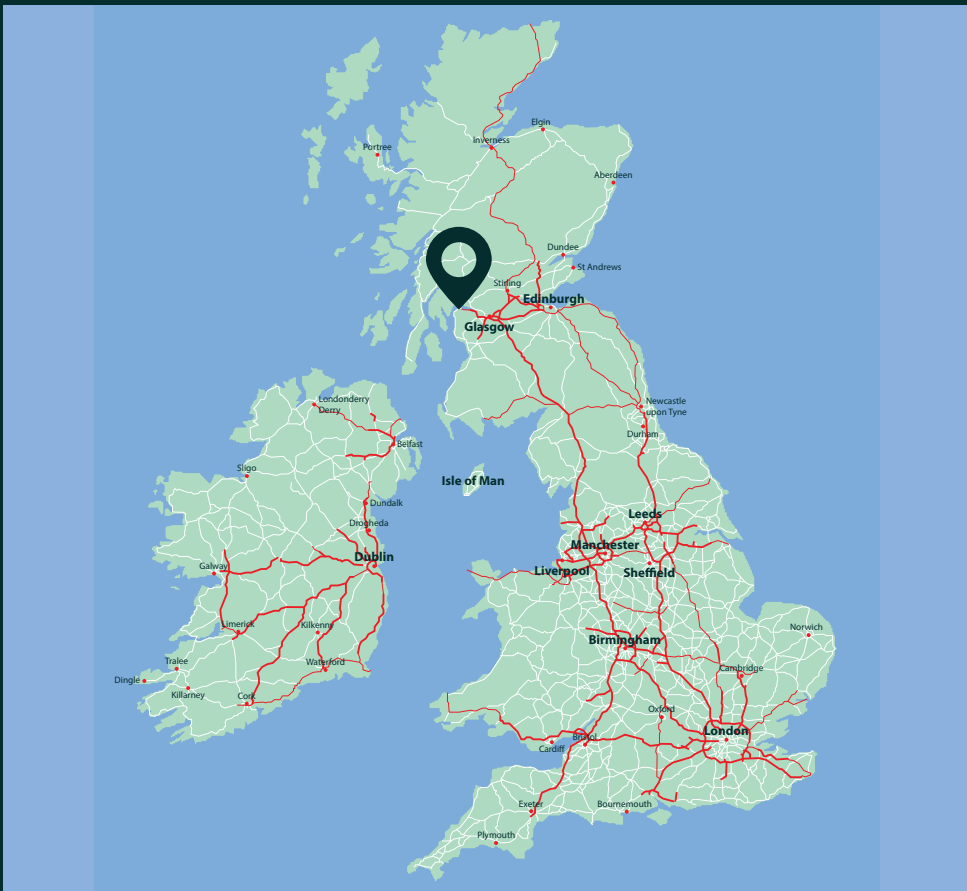 Elgin
Inverness
Portree
Aberdeen
Dundee
St Andrews
Stirling
Edinburgh
Glasgow
Londonderry
Derry
Newcastle
upon Tyne
Durham
Belfast
Sligo
Isle of Man
Dundalk
Leeds
Drogheda
Manchester
Dublin
Galway
Liverpool
Sheffield
Limerick
Kilkenny
Norwich
Birmingham
Tralee
Waterford
Cambridge
Dingle
Killarney
Cork
Oxford
London
Bristol
Cardiff
Exeter
Bournemouth
Plymouth